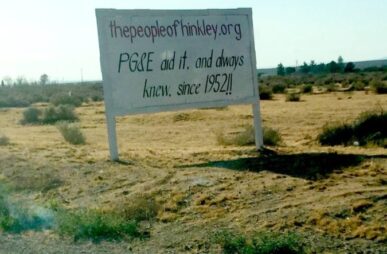 thepeopleofhinkley.org
PG&E did it, and always
knew, since 1952!!